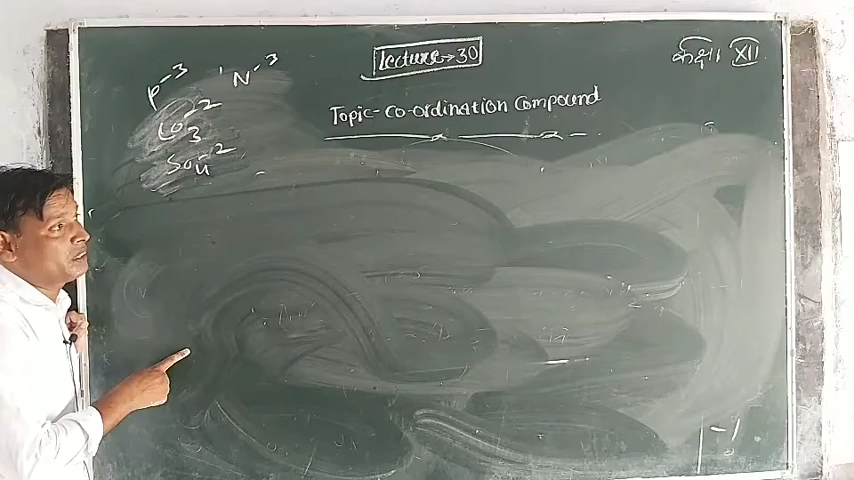 Lecture→30
कक्षा XII
Topic-co-ordination Compound
P⁻³ N⁻³
CO₃⁻²
SO₄⁻²